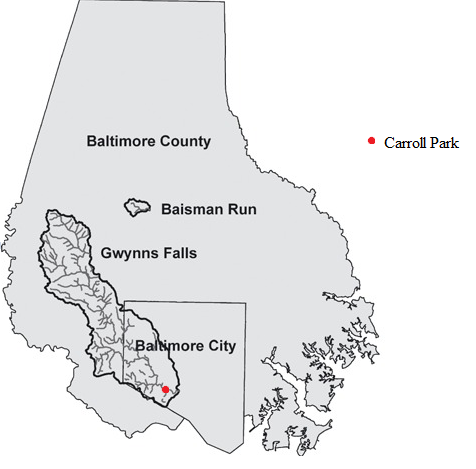 Baltimore County
Carroll Park
Baisman Run
Gwynns Falls
Baltimore City